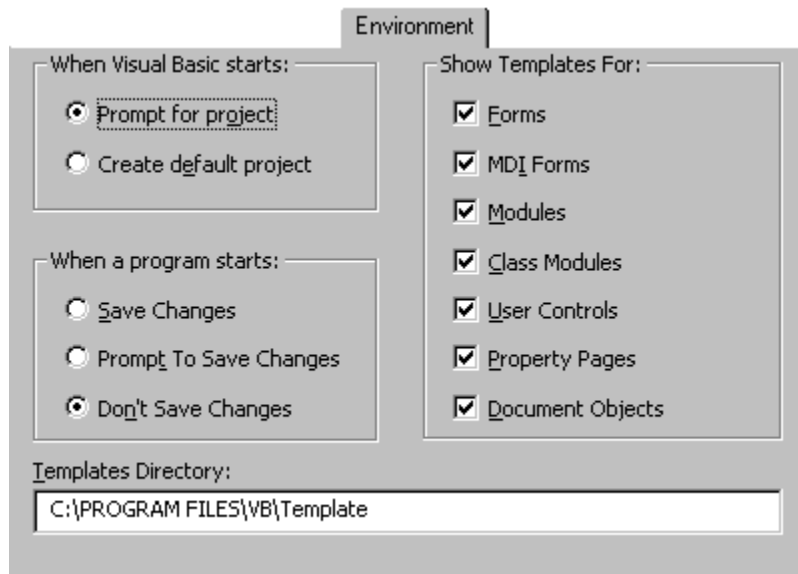 Environment
When Visual Basic starts:
Prompt for project
Create default project
When a program starts:
Save Changes
Prompt To Save Changes
Don't Save Changes
Show Templates For:
Forms
MDI Forms
Modules
Class Modules
User Controls
Property Pages
Document Objects
Templates Directory:
C:\PROGRAM FILES\VB\Template